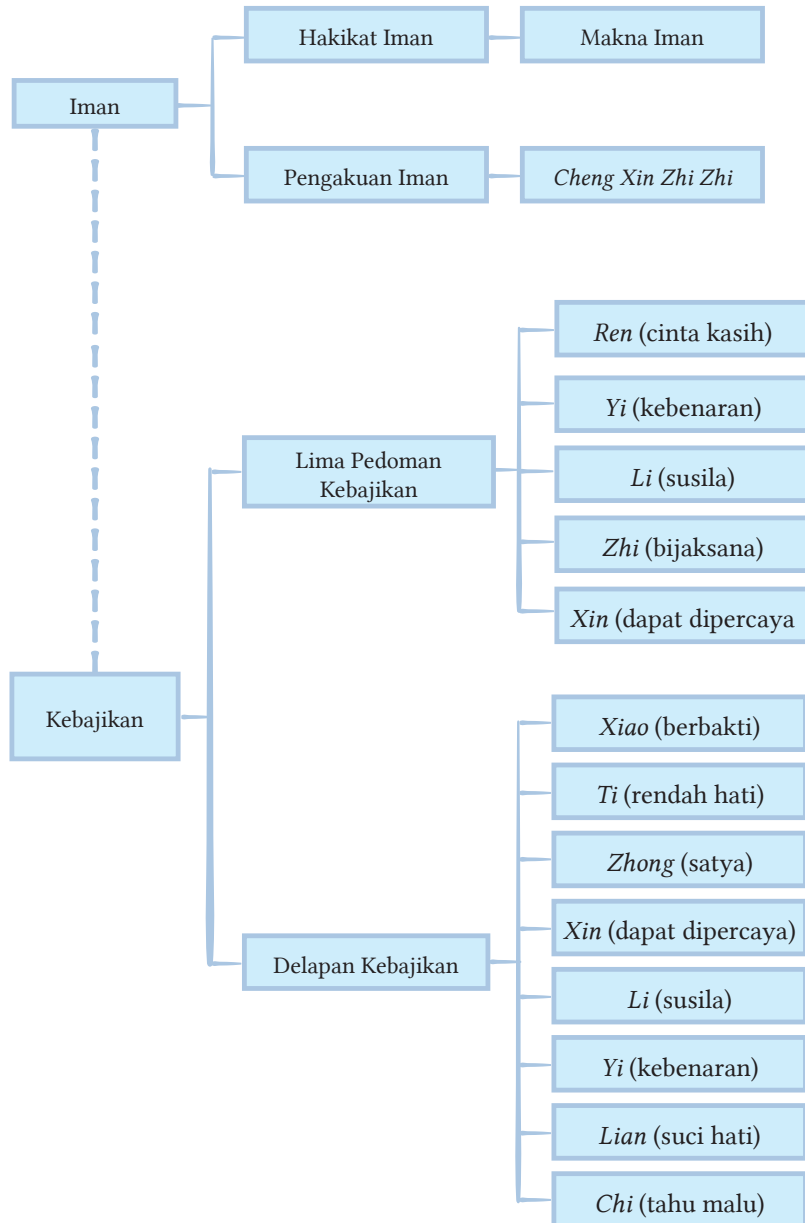 Hakikat Iman
Makna Iman
Iman
Pengakuan Iman
Cheng Xin Zhi Zhi
Ren (cinta kasih)
Yi (kebenaran)
Lima Pedoman
Kebajikan
Li (susila)
Zhi (bijaksana)
Xin (dapat dipercaya
Kebajikan
Xiao (berbakti)
Ti (rendah hati)
Zhong (satya)
Xin (dapat dipercaya)
Delapan Kebajikan
Li (susila)
Yi (kebenaran)
Lian (suci hati)
Chi (tahu malu)